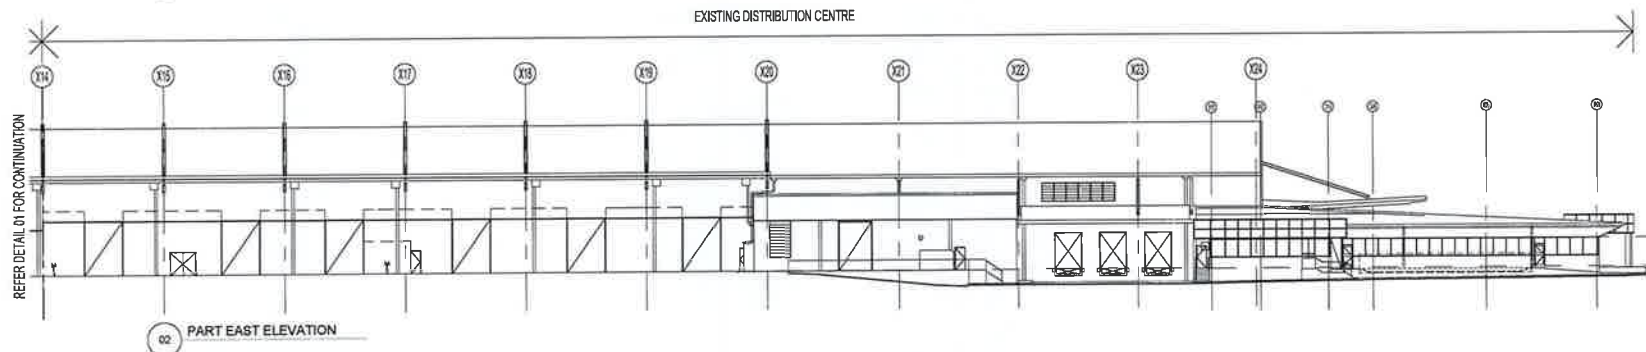 EXISTING DISTRIBUTION CENTRE
X14 X15 X16 X17 X18 X19 X20 X21 X22 X23 X24
REFER DETAIL 01 FOR CONTINUATION
02 PART EAST ELEVATION